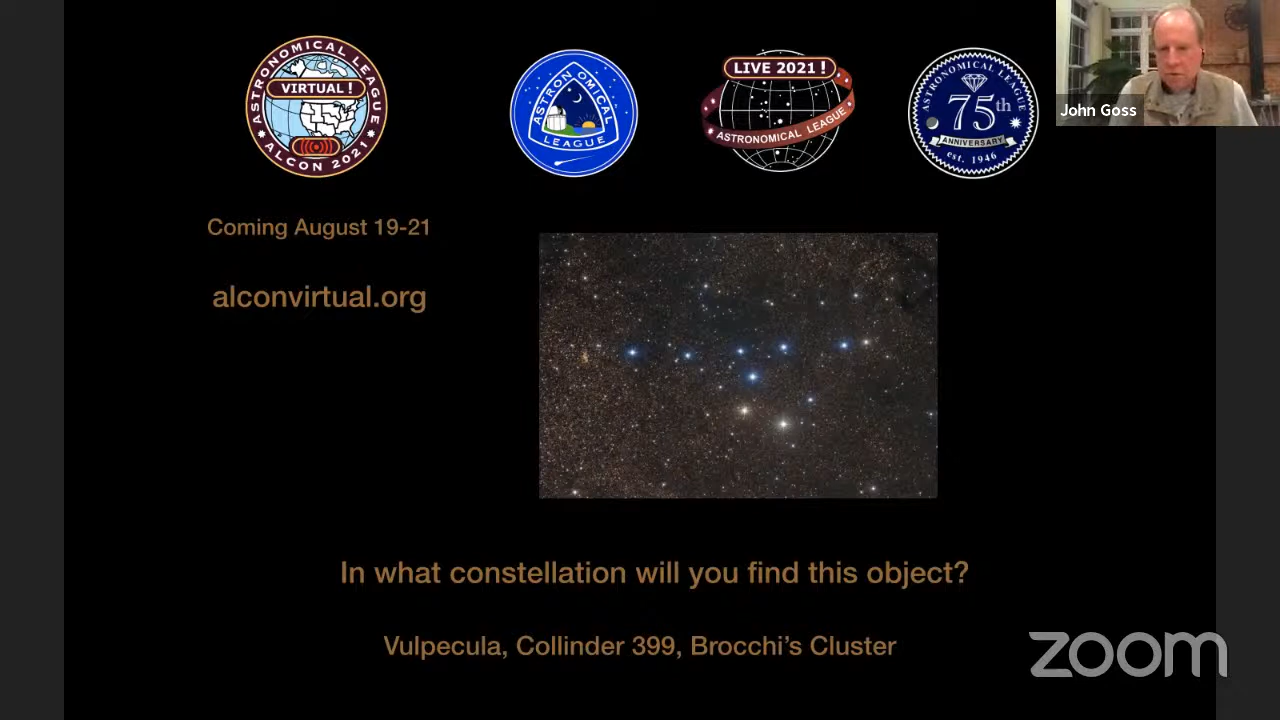 ASTRONOMICAL LEAGUE
VIRTUAL !
ALCON 2021
ASTRONOMICAL
LEAGUE
LIVE 2021 !
ASTRONOMICAL LEAGUE
ASTRONOMICAL LEAGUE
75th
ANNIVERSARY
est. 1946
John Goss
Coming August 19-21
alconvirtual.org
In what constellation will you find this object?
Vulpecula, Collinder 399, Brocchi’s Cluster
zoom